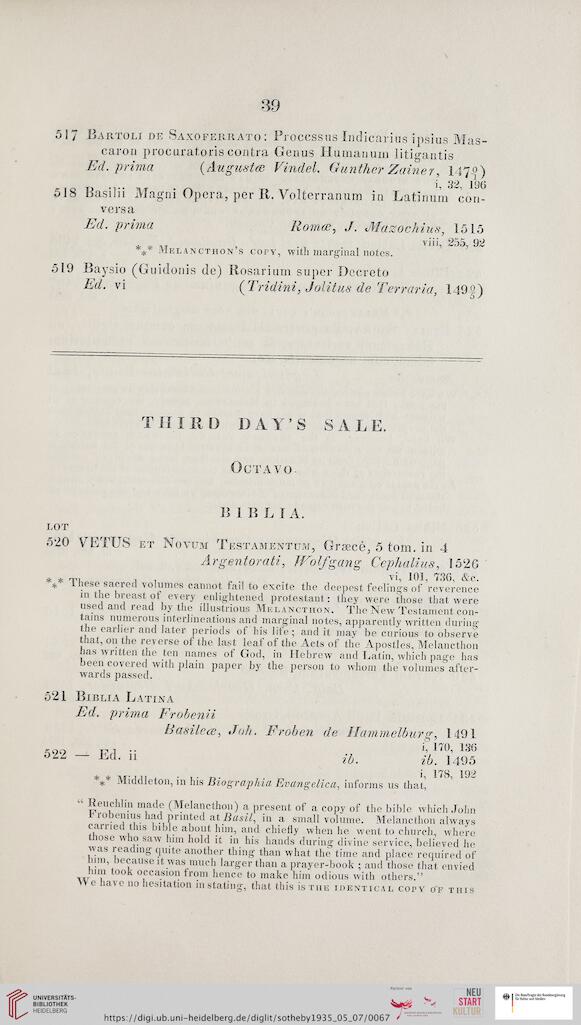 39
517 BARTOLI DE SAXOFERRATO: Processus Indicarius ipsius Mas-
caron procuratoris contra Genus Humanum litigantis
Ed. prima (Augustæ Vindel. Gunther Zainer, 147⅔)
i, 32, 196
518 Basilii Magni Opera, per R. Volterranum in Latinum con-
versa
Ed. prima Romæ, J. Mazochius, 1515
viii, 255, 92
*** MELANCTHON'S COPY, with marginal notes.
519 Baysio (Guidonis de) Rosarium super Decreto
Ed. vi (Tridini, Jolitus de Ferraria, 149
THIRD DAY'S SALE.
OCTAVO.
BIBLIA.
LOT
520 VETUS ET NOVUM TESTAMENTUM, Græcè, 5 tom. in 4
Argentorati, Wolfgang Cephalius, 1526
vi, 101, 736, &c.
*** These sacred volumes cannot fail to excite the deepest feelings of reverence
in the breast of every enlightened protestant: they were those that were
used and read by the illustrious MELANCTHON. The New Testament con-
tains numerous interlineations and marginal notes, apparently written during
the earlier and later periods of his life; and it may be curious to observe
that, on the reverse of the last leaf of the Acts of the Apostles, Melancthon
has written the ten names of God, in Hebrew and Latin, which page has
been covered with plain paper by the person to whom the volumes after-
wards passed.
521 BIBLIA LATINA
Ed. prima Frobenii
Basileæ, Joh. Froben de Hammelburg, 1491
i, 170, 136
522 — Ed. ii ib. ib. 1495
i, 178, 192
*** Middleton, in his Biographia Evangelica, informs us that,
"Reuchlin made (Melancthon) a present of a copy of the bible which John
Frobenius had printed at Basil, in a small volume. Melancthon always
carried this bible about him, and chiefly when he went to church, where
those who saw him hold it in his hands during divine service, believed he
was reading quite another thing than what the time and place required of
him, because it was much larger than a prayer-book; and those that envied
him took occasion from hence to make him odious with others."
We have no hesitation in stating, that this is THE IDENTICAL COPY OF THIS
UNIVERSITÄTS-
BIBLIOTHEK
HEIDELBERG
https://digi.ub.uni-heidelberg.de/diglit/sotheby1935_05_07/0067
Partner von
NEU
START
KULTUR